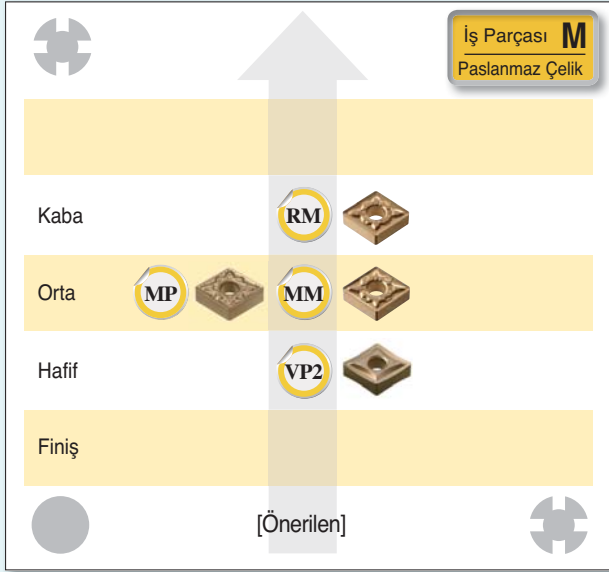 İş Parçası M
Paslanmaz Çelik
Kaba RM
Orta MP MM
Hafif VP2
Finiş
[Önerilen]